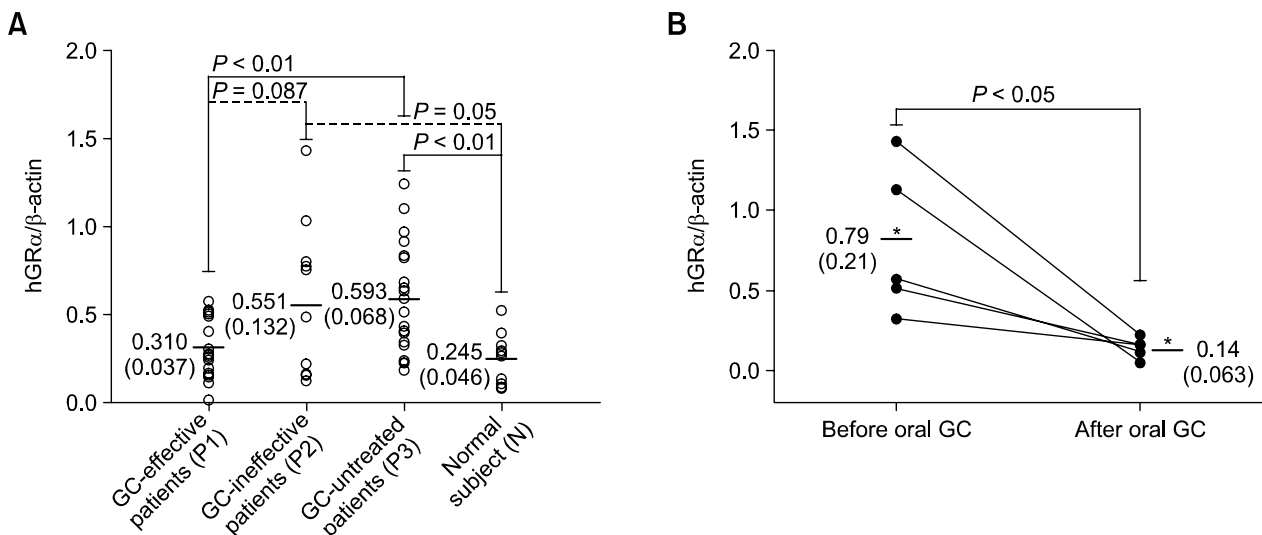 A
2.0
1.5
1.0
0.5
0.0
hGRα/β-actin
P < 0.01
P = 0.087
P = 0.05
P < 0.01
0.310
(0.037)
0.551
(0.132)
0.593
(0.068)
0.245
(0.046)
GC-effective
patients (P1)
GC-ineffective
patients (P2)
GC-untreated
patients (P3)
Normal
subject (N)
B
2.0
1.5
1.0
0.5
0.0
hGRα/β-actin
P < 0.05
0.79
(0.21)
*
*
0.14
(0.063)
Before oral GC
After oral GC